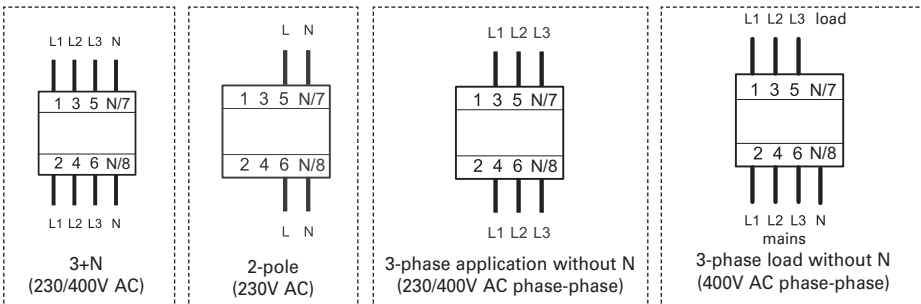 L1 L2 L3 N
1 3 5 N/7
2 4 6 N/8
L1 L2 L3 N
3+N
(230/400V AC)
L N
1 3 5 N/7
2 4 6 N/8
L N
2-pole
(230V AC)
L1 L2 L3
1 3 5 N/7
2 4 6 N/8
L1 L2 L3
3-phase application without N
(230/400V AC phase-phase)
L1 L2 L3 load
1 3 5 N/7
2 4 6 N/8
L1 L2 L3 N
mains
3-phase load without N
(400V AC phase-phase)